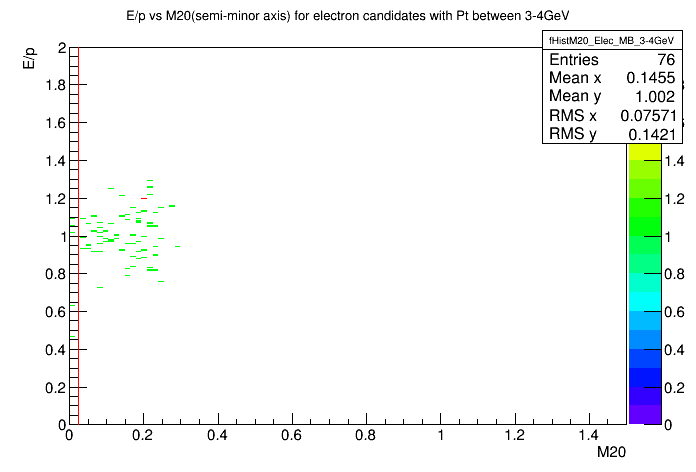 E/p vs M20(semi-minor axis) for electron candidates with Pt between 3-4GeV
fHistM20_Elec_MB_3-4GeV
Entries 76
Mean x 0.1455
Mean y 1.002
RMS x 0.07571
RMS y 0.1421
E/p
2
1.8
1.6
1.4
1.2
1
0.8
0.6
0.4
0.2
0
0 0.2 0.4 0.6 0.8 1 1.2 1.4
M20
1.4
1.2
1
0.8
0.6
0.4
0.2
0